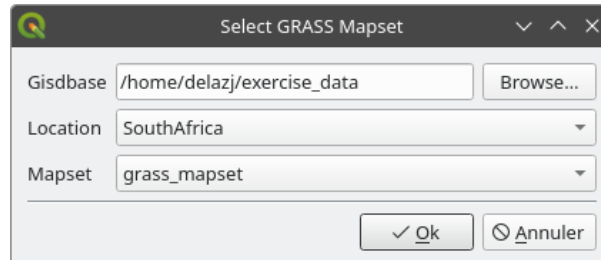 Select GRASS Mapset
Gisdbase /home/delazj/exercise_data Browse...
Location SouthAfrica
Mapset grass_mapset
Ok Annuler